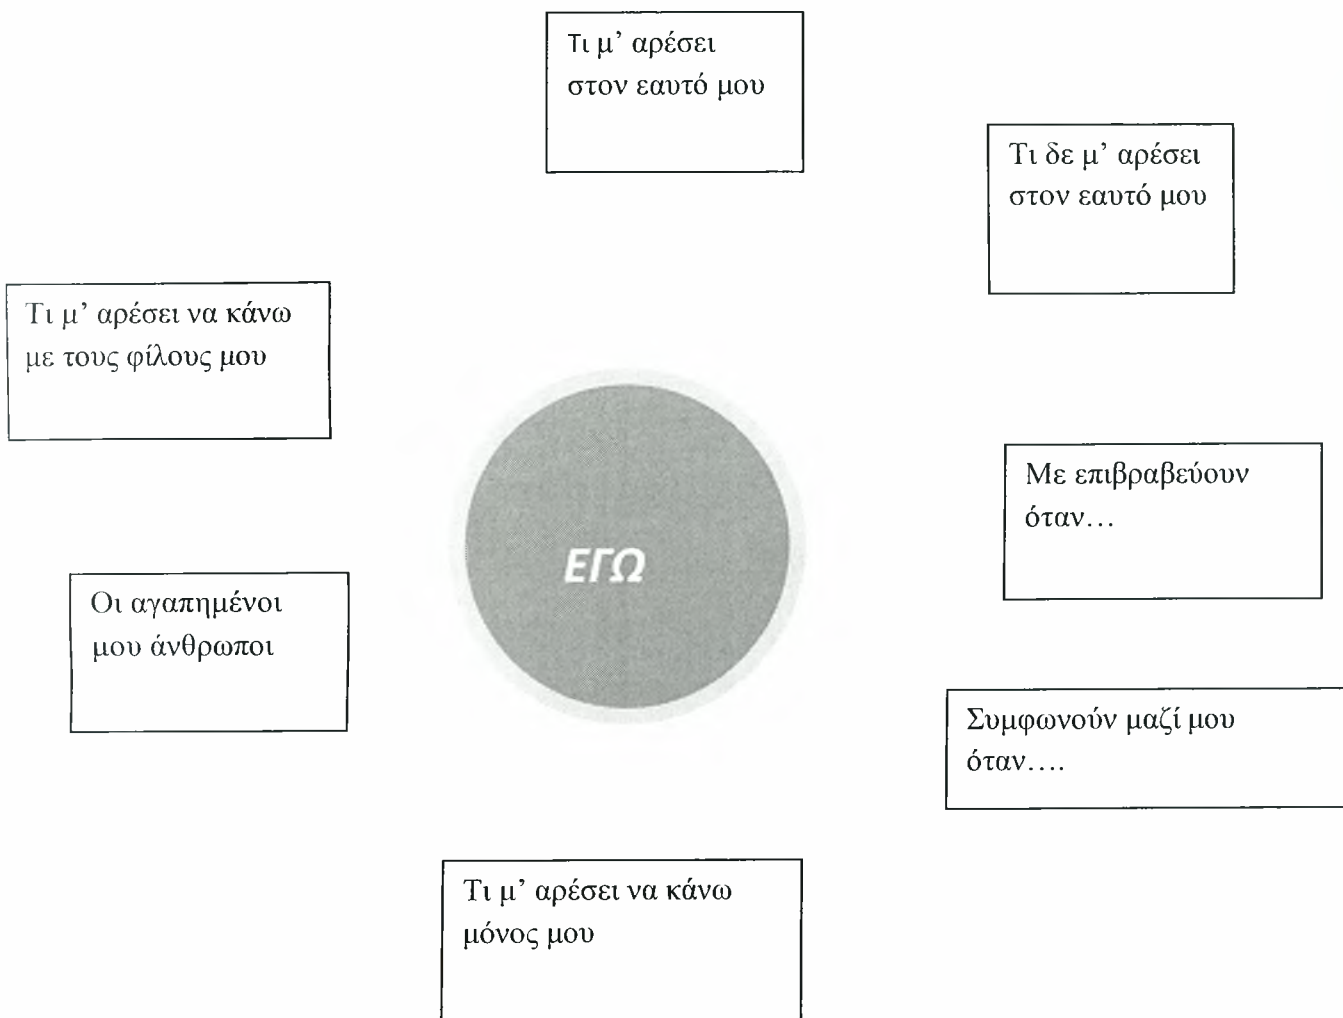 Τι μ’ αρέσει
στον εαυτό μου
Τι δε μ’ αρέσει
στον εαυτό μου
Τι μ’ αρέσει να κάνω
με τους φίλους μου
Με επιβραβεύουν
όταν…
ΕΓΩ
Οι αγαπημένοι
μου άνθρωποι
Συμφωνούν μαζί μου
όταν….
Τι μ’ αρέσει να κάνω
μόνος μου